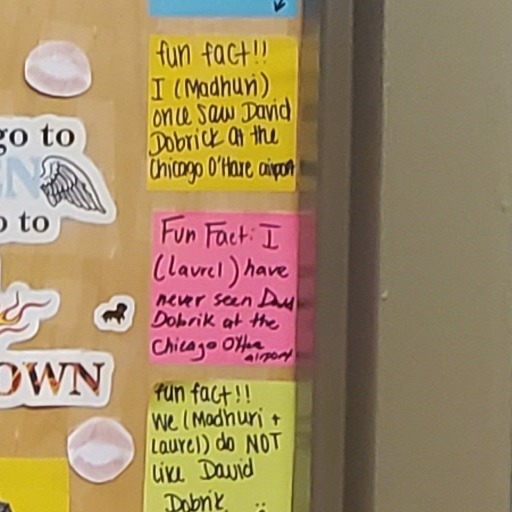 fun fact!!
I (Madhuri)
once saw David
Dobrick at the
Chicago O'Hare airport
go to
EN
o to
Fun Fact: I
(Laurel) have
never seen David
Dobrik at the
Chicago O'Hare
airport
OWN
fun fact!!
We (Madhuri +
Laurel) do NOT
like David
Dobrik